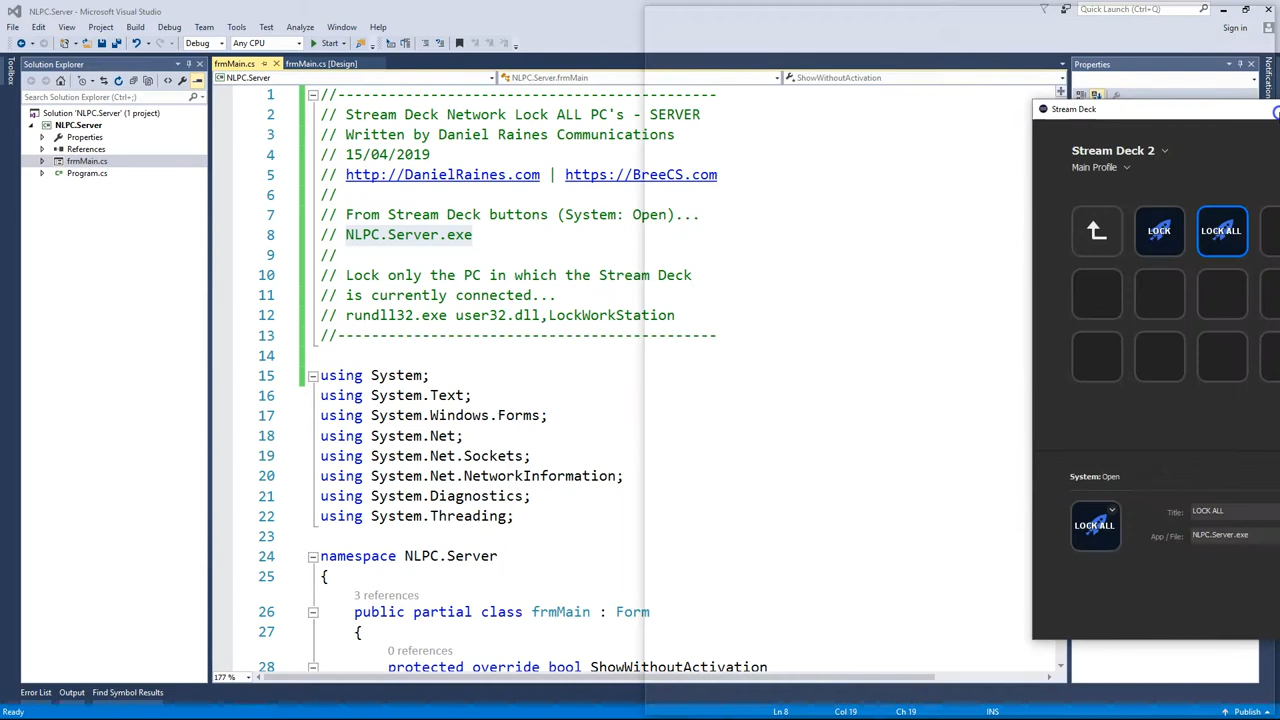 NLPC.Server - Microsoft Visual Studio
Quick Launch (Ctrl+Q)
File Edit View Project Build Debug Team Tools Test Analyze Window Help
Sign in
Debug Any CPU Start
Solution Explorer
Search Solution Explorer (Ctrl+;)
Solution 'NLPC.Server' (1 project)
NLPC.Server
Properties
References
frmMain.cs
Program.cs
Toolbox
frmMain.cs frmMain.cs [Design]
NLPC.Server NLPC.Server.frmMain ShowWithoutActivation
1 //---------------------------------------------
2 // Stream Deck Network Lock ALL PC's - SERVER
3 // Written by Daniel Raines Communications
4 // 15/04/2019
5 // http://DanielRaines.com | https://BreeCS.com
6 //
7 // From Stream Deck buttons (System: Open)...
8 // NLPC.Server.exe
9 //
10 // Lock only the PC in which the Stream Deck
11 // is currently connected...
12 // rundll32.exe user32.dll,LockWorkStation
13 //---------------------------------------------
14
15 using System;
16 using System.Text;
17 using System.Windows.Forms;
18 using System.Net;
19 using System.Net.Sockets;
20 using System.Net.NetworkInformation;
21 using System.Diagnostics;
22 using System.Threading;
23
24 namespace NLPC.Server
25 {
3 references
26 public partial class frmMain : Form
27 {
0 references
28 protected override bool ShowWithoutActivation
177 %
Properties
Stream Deck
Stream Deck 2
Main Profile
LOCK LOCK ALL
System: Open
LOCK ALL
Title: LOCK ALL
App / File: NLPC.Server.exe
Error List Output Find Symbol Results
Ready Ln 8 Col 19 Ch 19 INS Publish